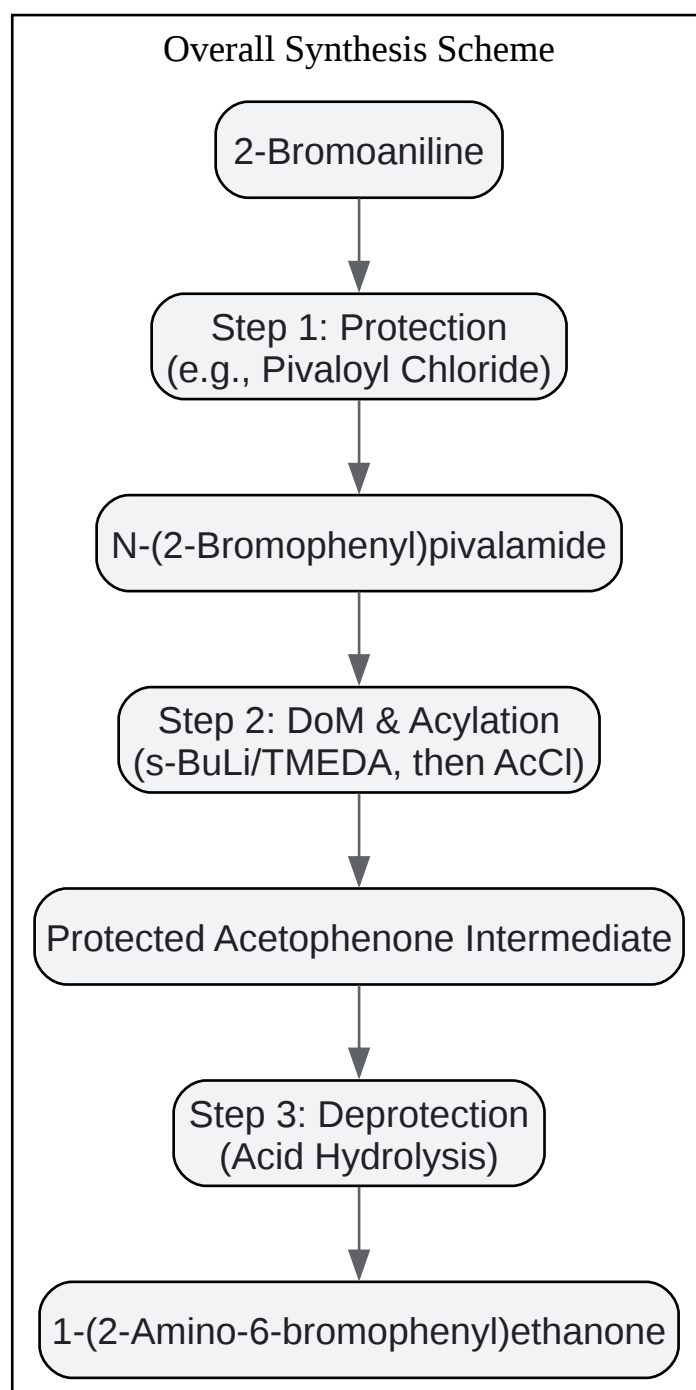 Overall Synthesis Scheme
2-Bromoaniline
Step 1: Protection
(e.g., Pivaloyl Chloride)
N-(2-Bromophenyl)pivalamide
Step 2: DoM & Acylation
(s-BuLi/TMEDA, then AcCl)
Protected Acetophenone Intermediate
Step 3: Deprotection
(Acid Hydrolysis)
1-(2-Amino-6-bromophenyl)ethanone